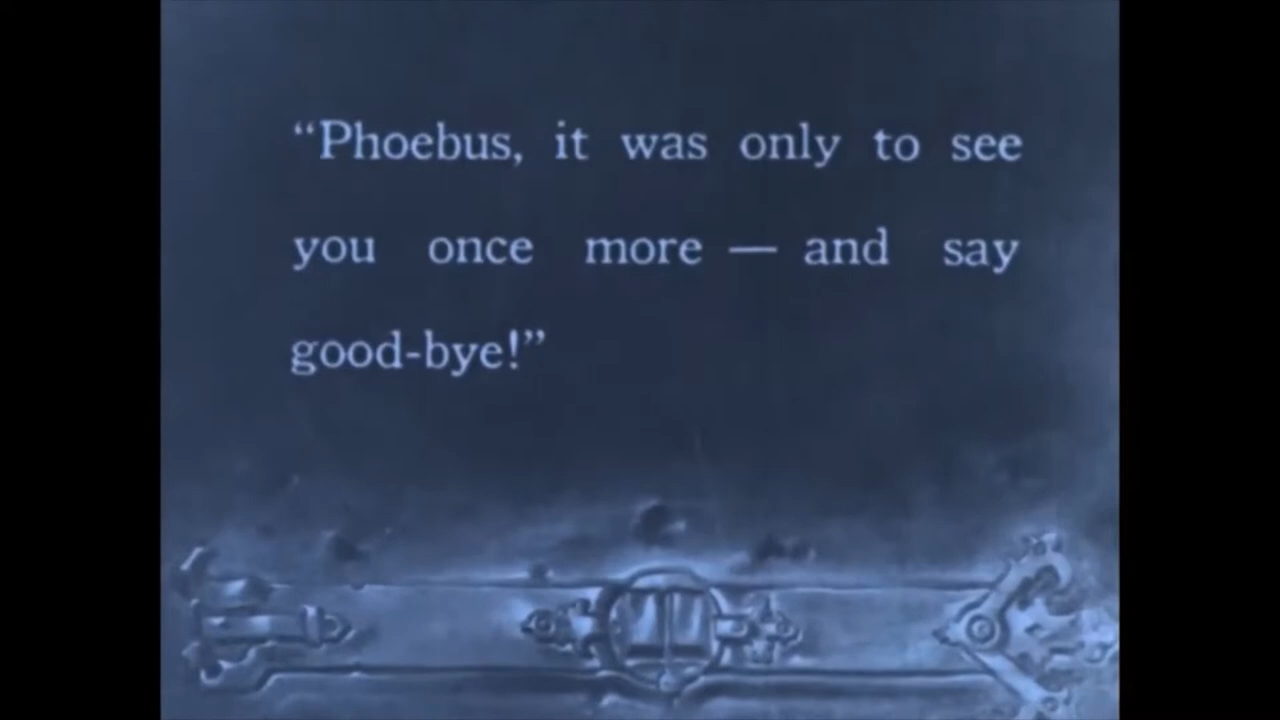 “Phoebus, it was only to see
you once more — and say
good-bye!”